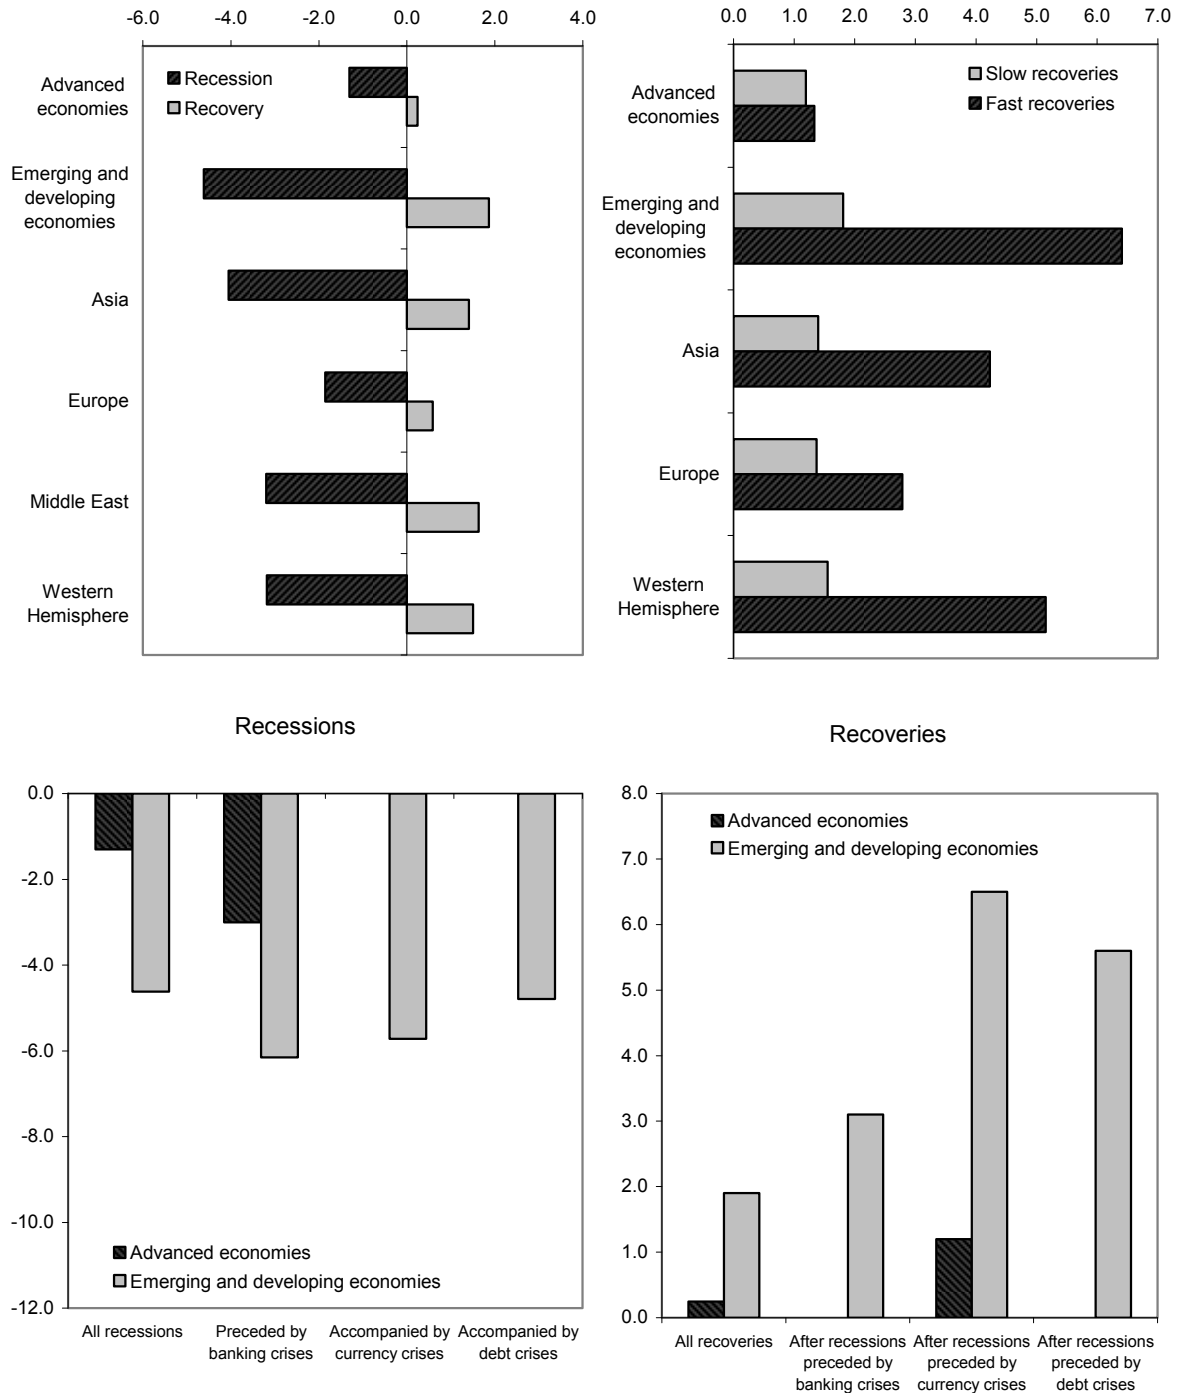 -6.0 -4.0 -2.0 0.0 2.0 4.0
Recession
Recovery
Advanced
economies
Emerging and
developing
economies
Asia
Europe
Middle East
Western
Hemisphere
0.0 1.0 2.0 3.0 4.0 5.0 6.0 7.0
Slow recoveries
Fast recoveries
Advanced
economies
Emerging and
developing
economies
Asia
Europe
Western
Hemisphere
Recessions
0.0
-2.0
-4.0
-6.0
-8.0
-10.0
-12.0
Advanced economies
Emerging and developing economies
All recessions
Preceded by
banking crises
Accompanied by
currency crises
Accompanied by
debt crises
Recoveries
8.0
7.0
6.0
5.0
4.0
3.0
2.0
1.0
0.0
Advanced economies
Emerging and developing economies
All recoveries
After recessions
preceded by
banking crises
After recessions
preceded by
currency crises
After recessions
preceded by
debt crises